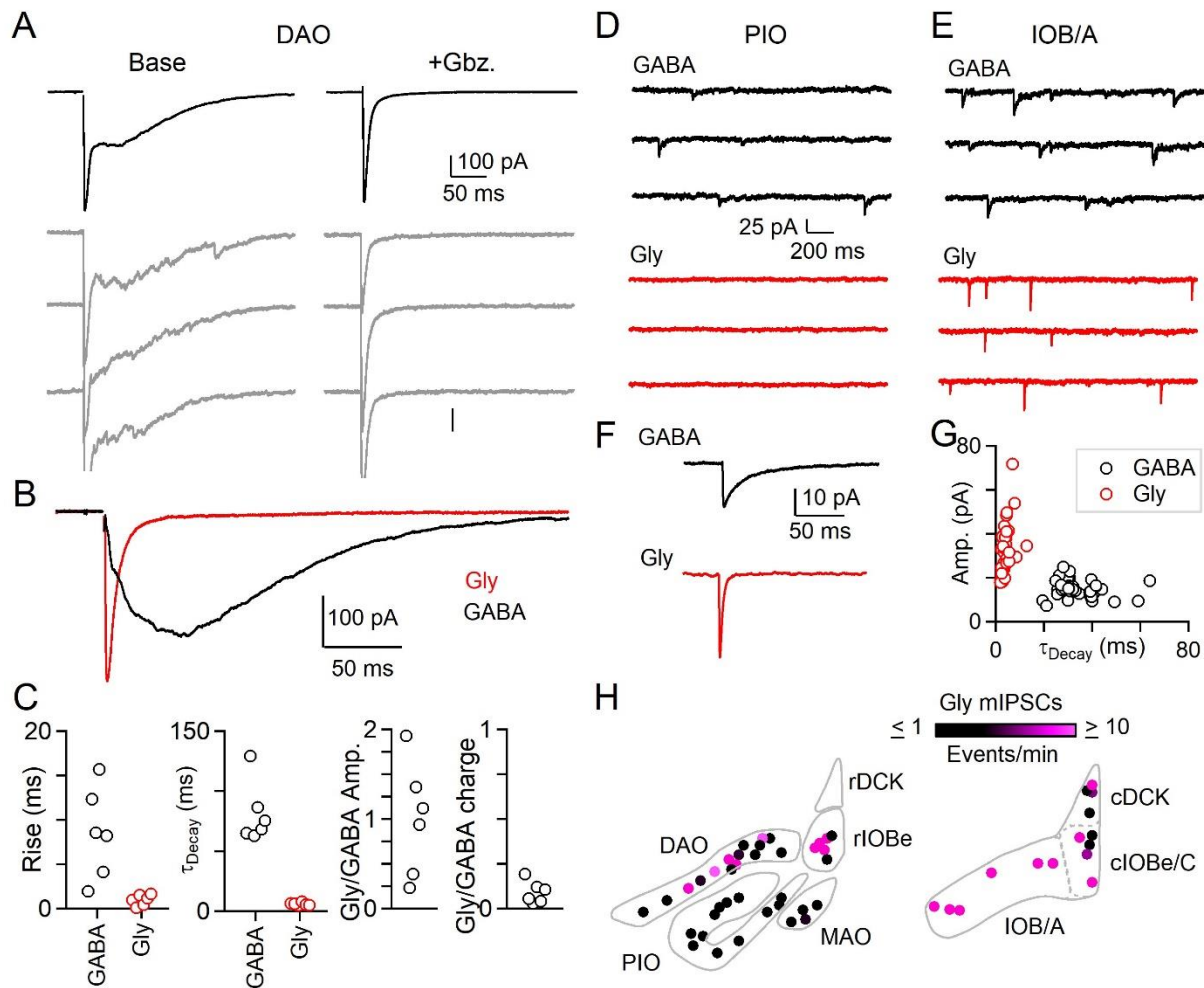 A
DAO
Base
+Gbz.
100 pA
50 ms
B
Gly
GABA
100 pA
50 ms
C
20
0
Rise (ms)
GABA
Gly
150
0
τDecay (ms)
GABA
Gly
2
1
0
Gly/GABA Amp.
1
0
Gly/GABA charge
D
PIO
GABA
25 pA
200 ms
Gly
E
IOB/A
GABA
Gly
F
GABA
10 pA
50 ms
Gly
G
80
Amp. (pA)
0
0
τDecay (ms)
80
GABA
Gly
H
Gly mIPSCs
≤ 1
≥ 10
Events/min
rDCK
DAO
rIOBe
MAO
PIO
cDCK
cIOBe/C
IOB/A